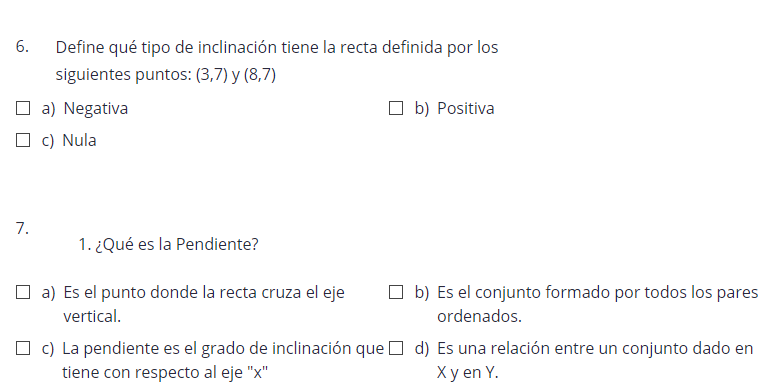 6. Define qué tipo de inclinación tiene la recta definida por los
siguientes puntos: (3,7) y (8,7)
a) Negativa
b) Positiva
c) Nula
7.
1. ¿Qué es la Pendiente?
a) Es el punto donde la recta cruza el eje
vertical.
b) Es el conjunto formado por todos los pares
ordenados.
c) La pendiente es el grado de inclinación que
tiene con respecto al eje "x"
d) Es una relación entre un conjunto dado en
X y en Y.